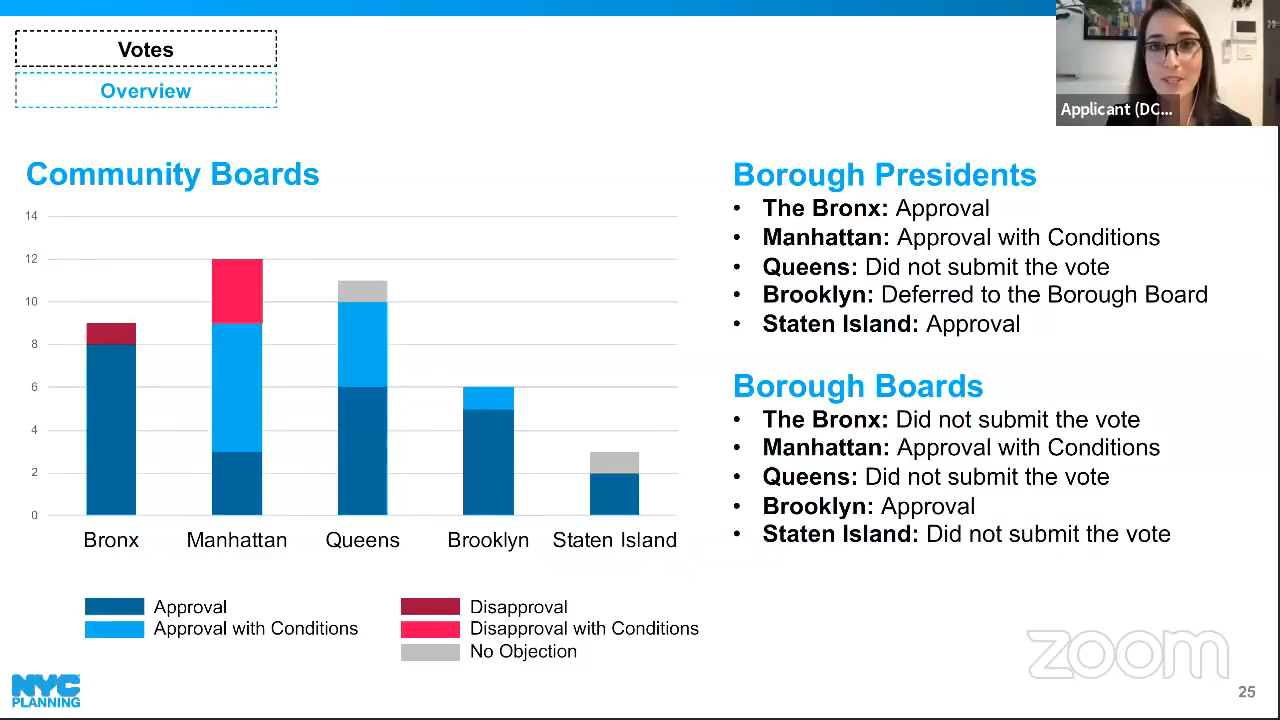 Votes
Overview
Applicant (DC...
Community Boards
14
12
10
8
6
4
2
0
Bronx Manhattan Queens Brooklyn Staten Island
Approval
Approval with Conditions
Disapproval
Disapproval with Conditions
No Objection
Borough Presidents
• The Bronx: Approval
• Manhattan: Approval with Conditions
• Queens: Did not submit the vote
• Brooklyn: Deferred to the Borough Board
• Staten Island: Approval
Borough Boards
• The Bronx: Did not submit the vote
• Manhattan: Approval with Conditions
• Queens: Did not submit the vote
• Brooklyn: Approval
• Staten Island: Did not submit the vote
zoom
NYC
PLANNING
25